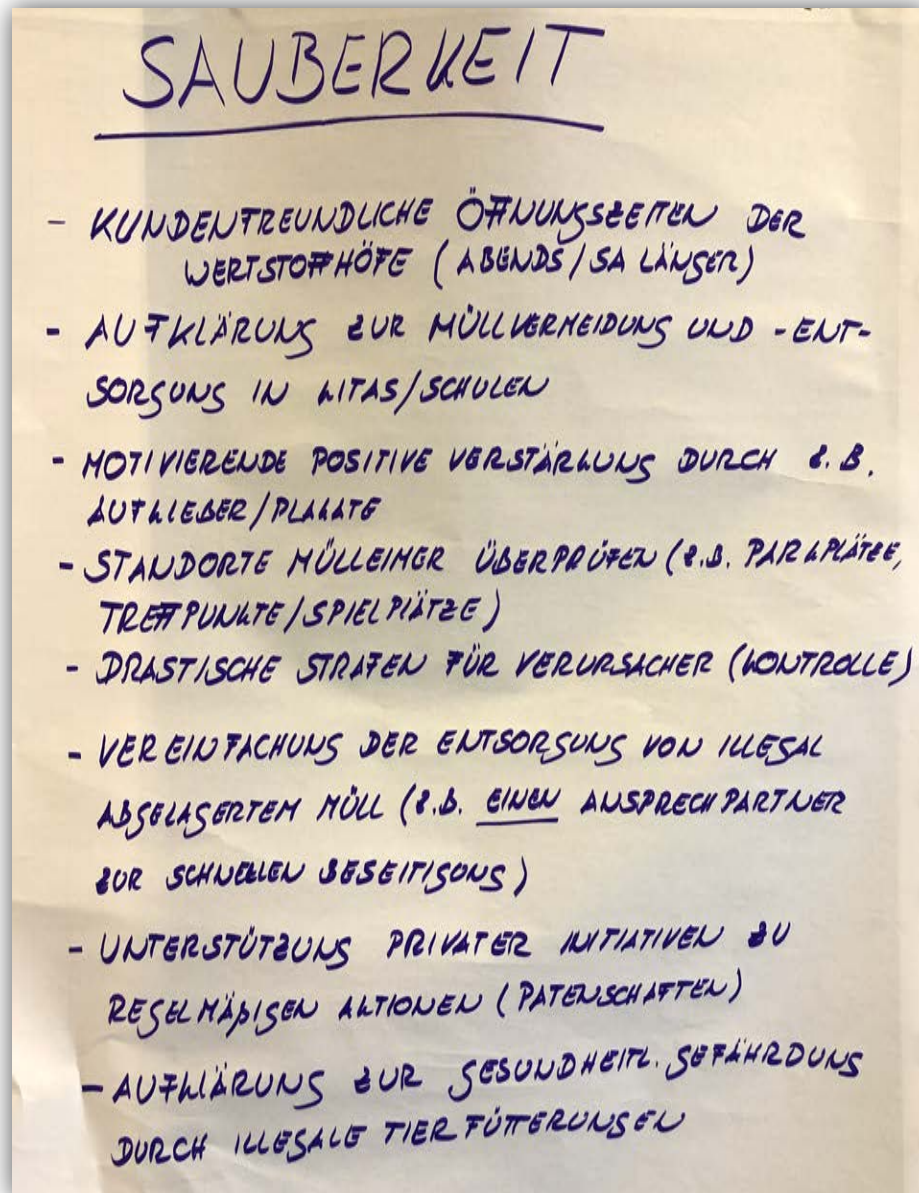 SAUBERKEIT
- KUNDENFREUNDLICHE ÖFFNUNGSZEITEN DER
WERTSTOFFHÖFE (ABENDS/SA LÄNGER)
- AUFKLÄRUNG ZUR MÜLLVERMEIDUNG UND -ENT-
SORGUNG IN KITAS/SCHULEN
- MOTIVIERENDE POSITIVE VERSTÄRKUNG DURCH Z.B.
AUFKLEBER/PLAKATE
- STANDORTE MÜLLEIMER ÜBERPRÜFEN (Z.B. PARKPLÄTZE,
TREFFPUNKTE/SPIELPLÄTZE)
- DRASTISCHE STRAFEN FÜR VERURSACHER (KONTROLLE)
- VEREINFACHUNG DER ENTSORGUNG VON ILLEGAL
ABGELAGERTEM MÜLL (Z.B. EINEN ANSPRECHPARTNER
ZUR SCHNELLEN BESEITIGUNG)
- UNTERSTÜTZUNG PRIVATER INITIATIVEN ZU
REGELMÄßIGEN AKTIONEN (PATENSCHAFTEN)
- AUFKLÄRUNG ZUR GESUNDHEITL. GEFÄHRDUNG
DURCH ILLEGALE TIERFÜTTERUNGEN